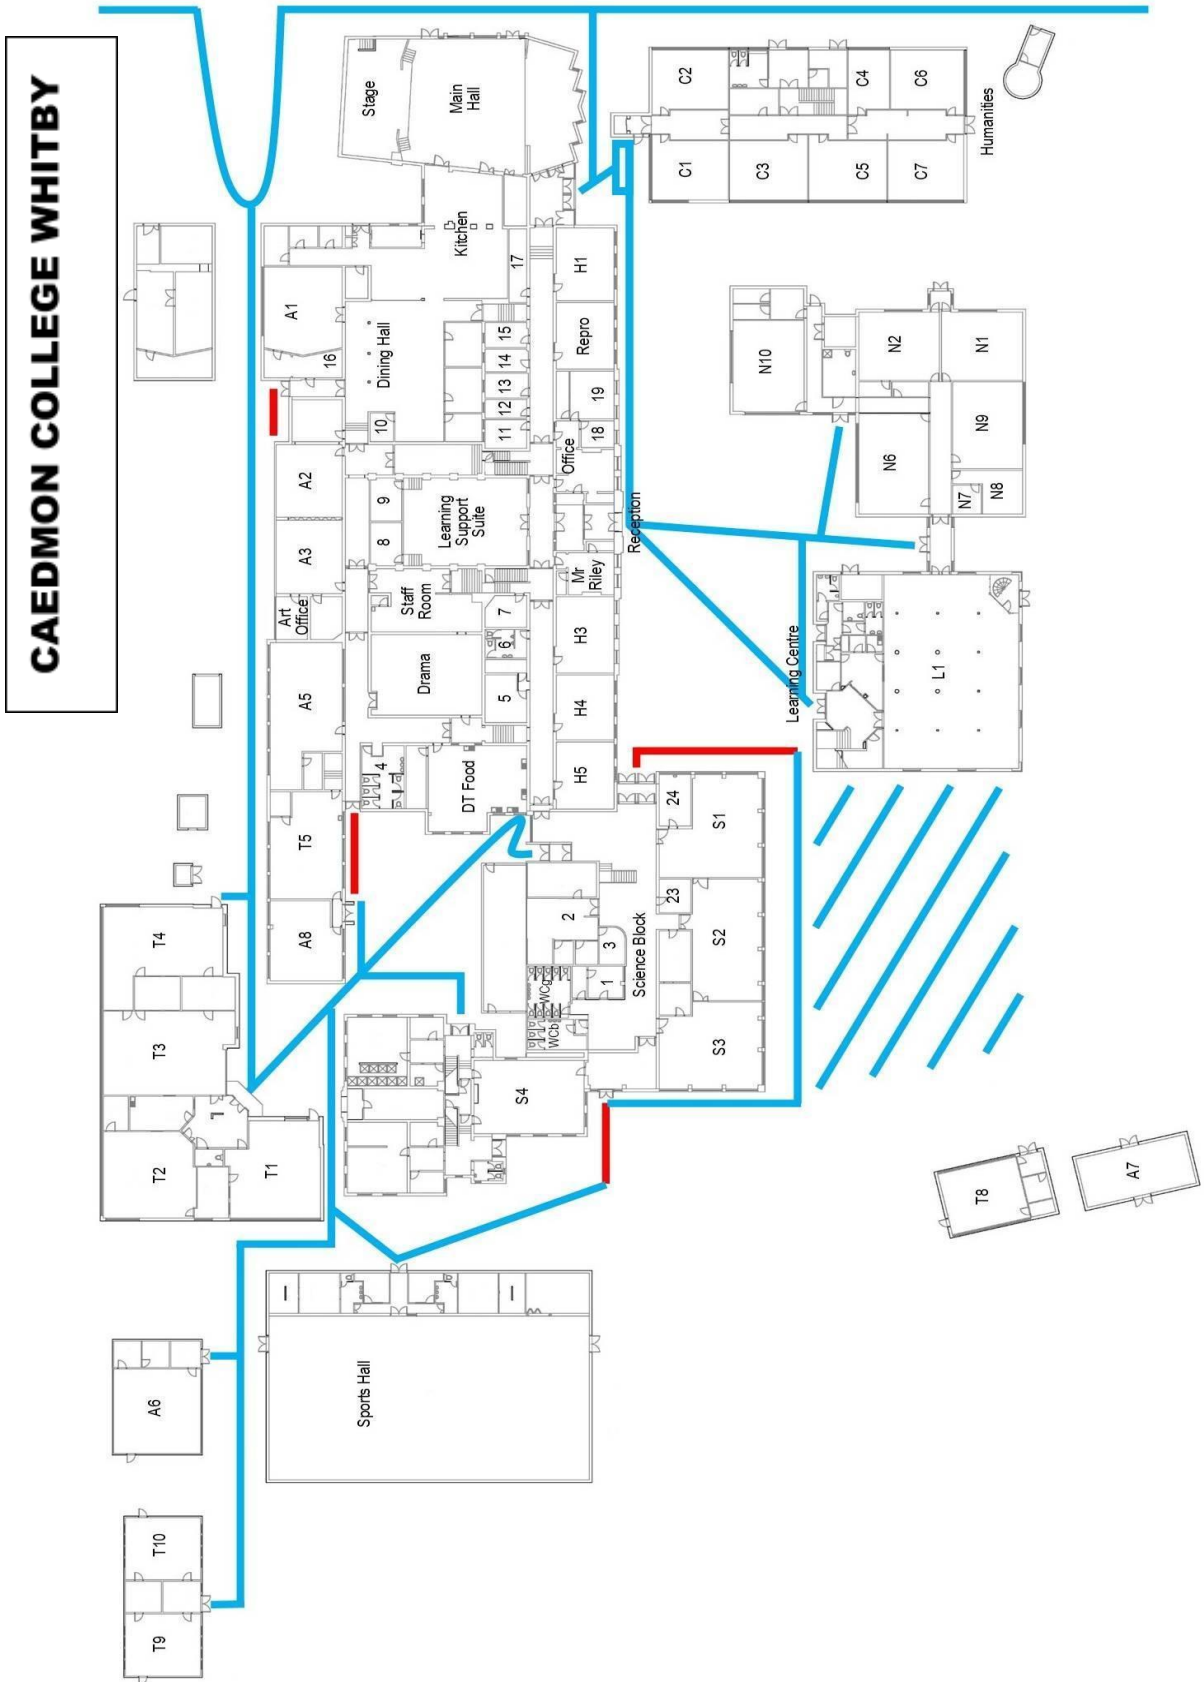 CAEDMON COLLEGE WHITBY
Stage
Main
Hall
C2
C4
C6
C1
C3
C5
C7
Humanities
Kitchen
17
H1
A1
16
Dining Hall
15
14
13
12
11
10
Repro
19
18
Office
N10
N2
N1
N6
N9
N7
N8
A2
A3
Art
Office
9
8
Learning
Support
Suite
Reception
Mr
Riley
Staff
Room
7
6
5
Drama
H3
H4
H5
Learning Centre
L1
A5
4
DT Food
T5
A8
T4
T3
T2
T1
24
23
S1
S2
S3
S4
2
3
1
WCg
WCb
Science Block
T8
A7
Sports Hall
A6
T10
T9